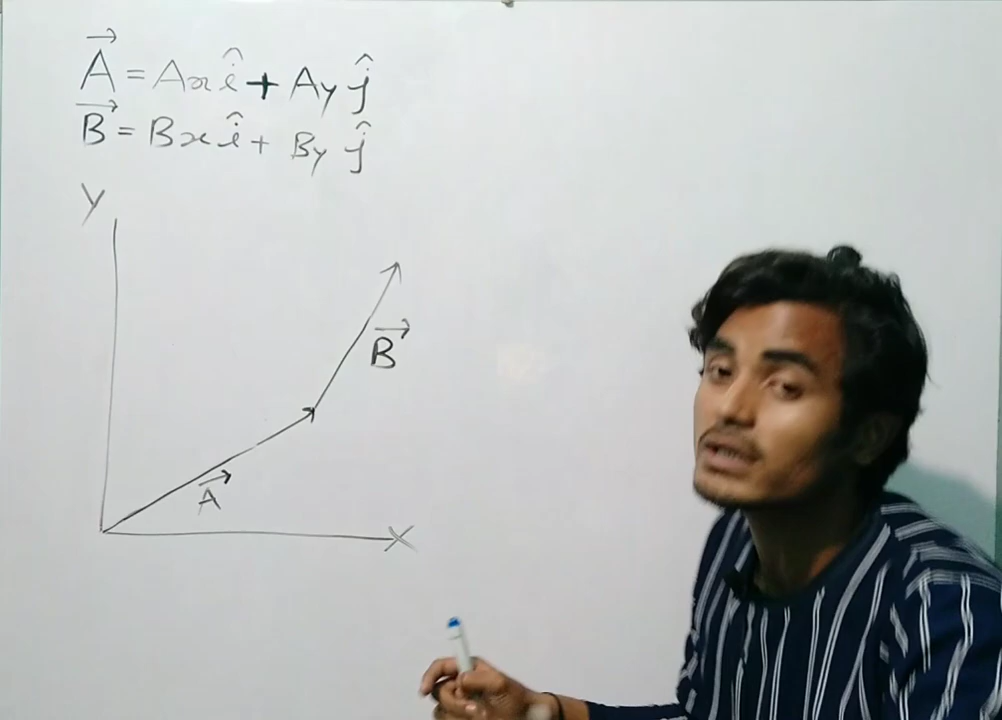 A⃗ = Ax î + Ay ĵ
B⃗ = Bx î + By ĵ
Y
B⃗
A⃗
X